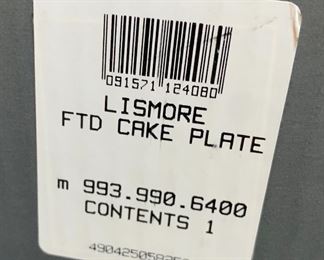 091571 124080
LISMORE
FTD CAKE PLATE
m 993.990.6400
CONTENTS 1